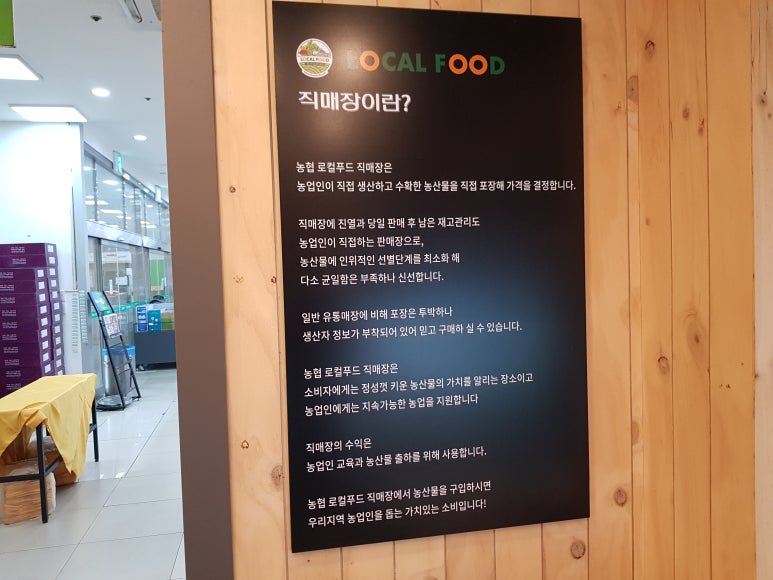 LOCAL FOOD
LOCAL FOOD
직매장이란?
농협 로컬푸드 직매장은
농업인이 직접 생산하고 수확한 농산물을 직접 포장해 가격을 결정합니다.
직매장에 진열과 당일 판매 후 남은 재고관리도
농업인이 직접하는 판매장으로,
농산물에 인위적인 선별단계를 최소화 해
다소 균일함은 부족하나 신선합니다.
일반 유통매장에 비해 포장은 투박하나
생산자 정보가 부착되어 있어 믿고 구매하 실 수 있습니다.
농협 로컬푸드 직매장은
소비자에게는 정성껏 키운 농산물의 가치를 알리는 장소이고
농업인에게는 지속가능한 농업을 지원합니다
직매장의 수익은
농업인 교육과 농산물 출하를 위해 사용합니다.
농협 로컬푸드 직매장에서 농산물을 구입하시면
우리지역 농업인을 돕는 가치있는 소비입니다!